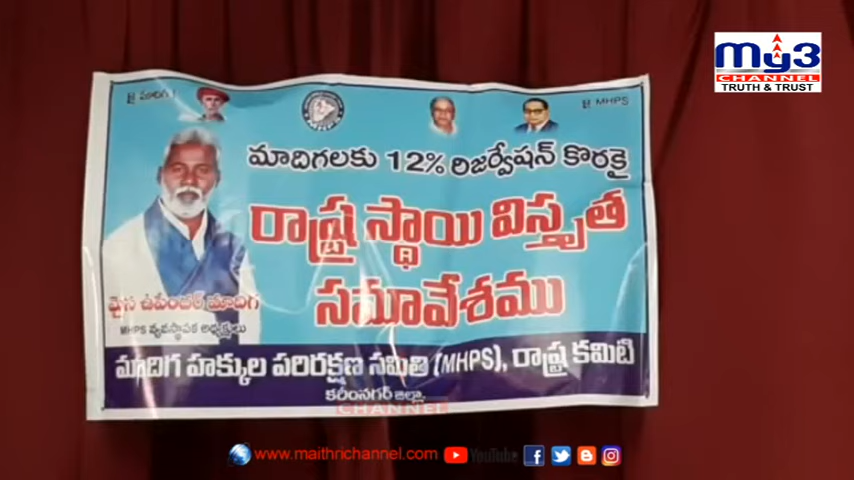 my3
CHANNEL
TRUTH & TRUST
జై మాదిగ !
జై MHPS
మాదిగలకు 12% రిజర్వేషన్ కొరకై
రాష్ట్ర స్థాయి విస్తృత
సమావేశము
మైస ఉపేందర్ మాదిగ
MHPS వ్యవస్థాపక అధ్యక్షులు
మాదిగ హక్కుల పరిరక్షణ సమితి (MHPS), రాష్ట్ర కమిటి
కరీంనగర్ జిల్లా.
CHANNEL
www.maithrichannel.com YouTube